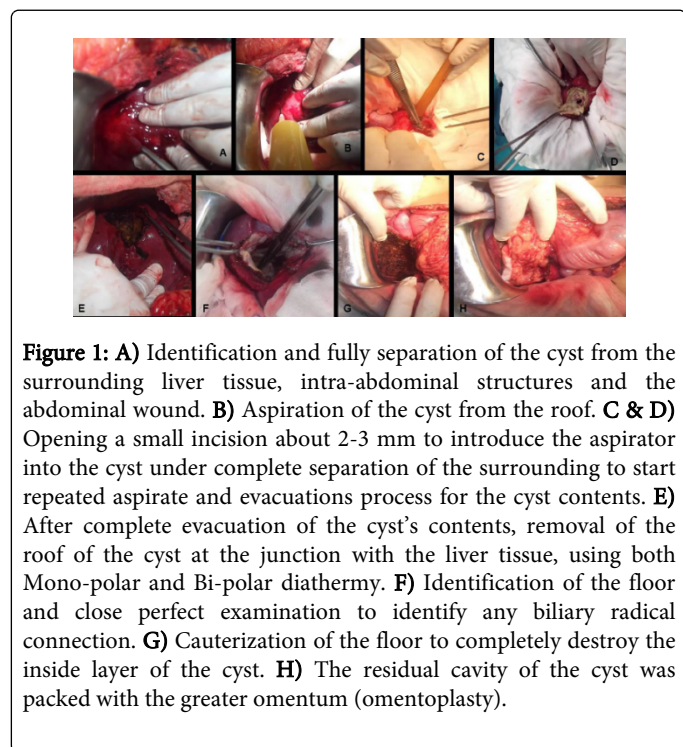 A
B
C
D
E
F
G
H
Figure 1: A) Identification and fully separation of the cyst from the
surrounding liver tissue, intra-abdominal structures and the
abdominal wound. B) Aspiration of the cyst from the roof. C & D)
Opening a small incision about 2-3 mm to introduce the aspirator
into the cyst under complete separation of the surrounding to start
repeated aspirate and evacuations process for the cyst contents. E)
After complete evacuation of the cyst's contents, removal of the
roof of the cyst at the junction with the liver tissue, using both
Mono-polar and Bi-polar diathermy. F) Identification of the floor
and close perfect examination to identify any biliary radical
connection. G) Cauterization of the floor to completely destroy the
inside layer of the cyst. H) The residual cavity of the cyst was
packed with the greater omentum (omentoplasty).